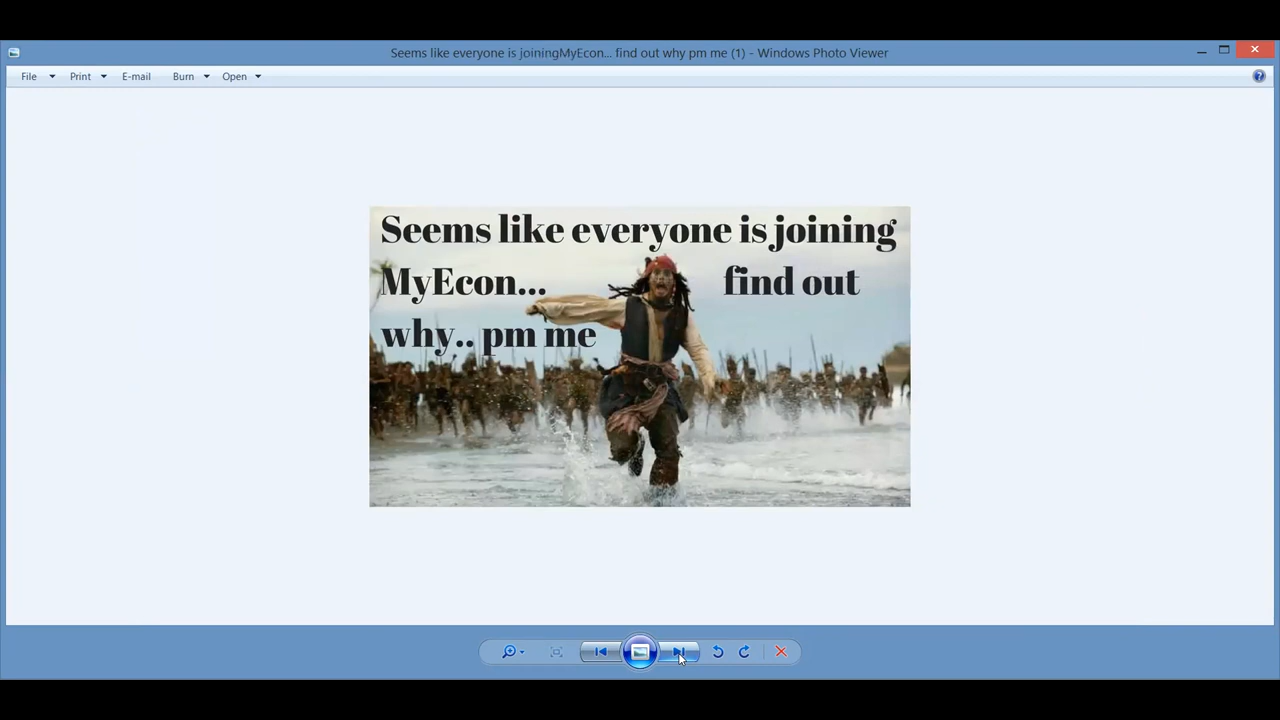 Seems like everyone is joiningMyEcon... find out why pm me (1) - Windows Photo Viewer
File Print E-mail Burn Open
Seems like everyone is joining
MyEcon... find out
why.. pm me